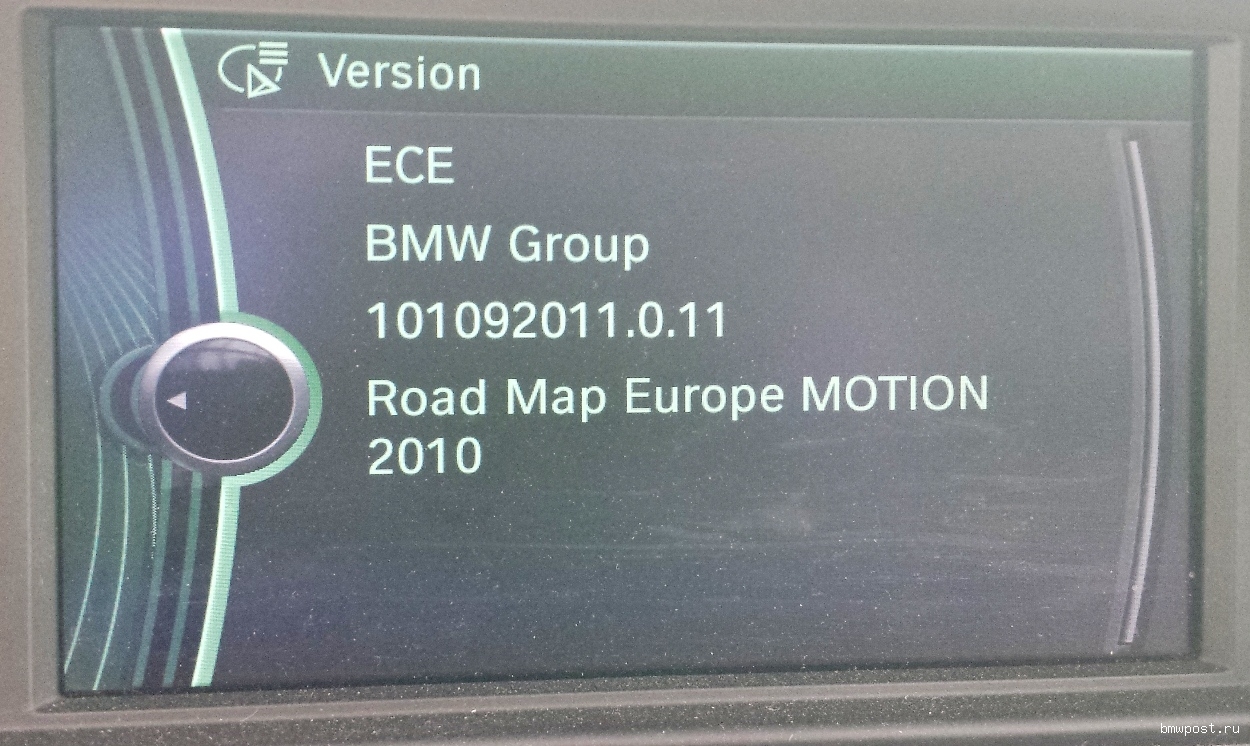 Version
ECE
BMW Group
101092011.0.11
Road Map Europe MOTION
2010
bmwpost.ru